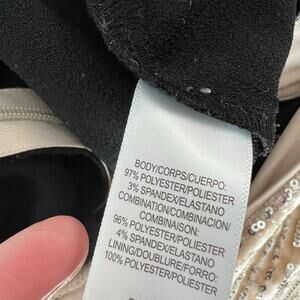 BODY/CORPS/CUERPO:
97% POLYESTER/POLIESTER
3% SPANDEX/ELASTANO
COMBINATION/COMBINACION/
COMBINAISON:
96% POLYESTER/POLIESTER
4% SPANDEX/ELASTANO
LINING/DOUBLURE/FORRO:
100% POLYESTER/POLIESTER